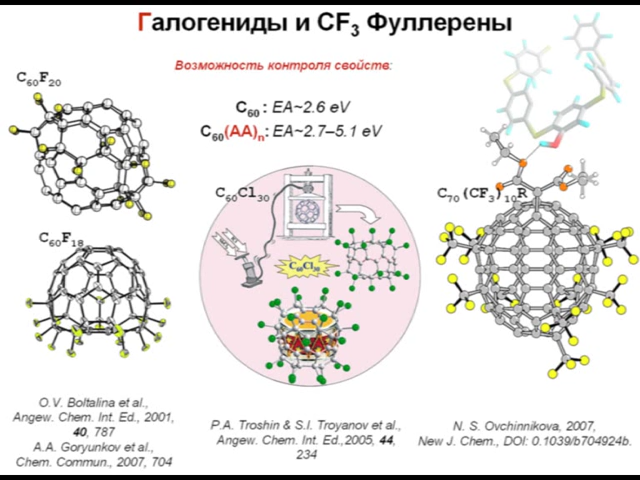 Галогениды и CF3 Фуллерены
Возможность контроля свойств:
C60F20
C60 : EA~2.6 eV
C60(AA)n: EA~2.7–5.1 eV
C60Cl30
C70(CF3)10R
C60F18
C60Cl30
O.V. Boltalina et al.,
Angew. Chem. Int. Ed., 2001,
40, 787
A.A. Goryunkov et al.,
Chem. Commun., 2007, 704
P.A. Troshin & S.I. Troyanov et al.,
Angew. Chem. Int. Ed.,2005, 44,
234
N. S. Ovchinnikova, 2007,
New J. Chem., DOI: 0.1039/b704924b.